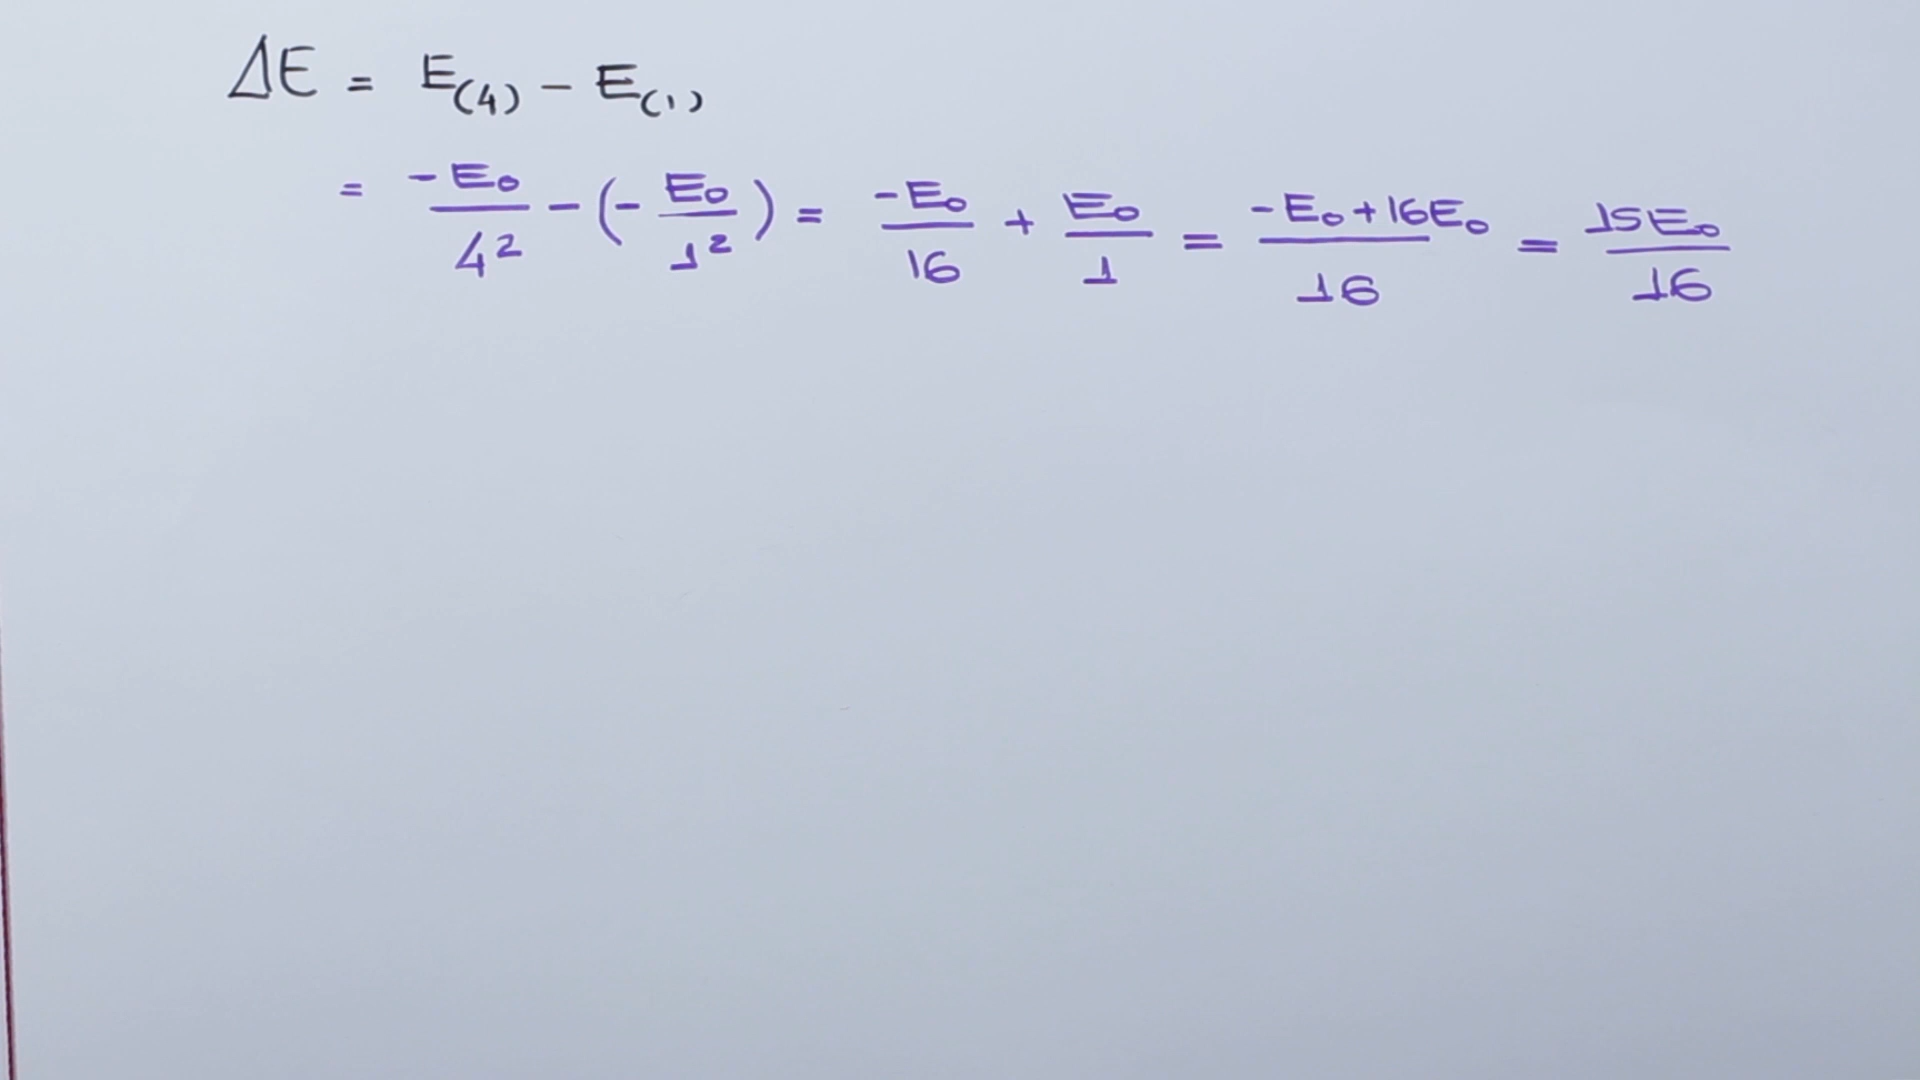 ΔE = E(4) − E(1)
= -E₀/4² − (- E₀/1²) = -E₀/16 + E₀/1 = -E₀+16E₀/16 = 15E₀/16